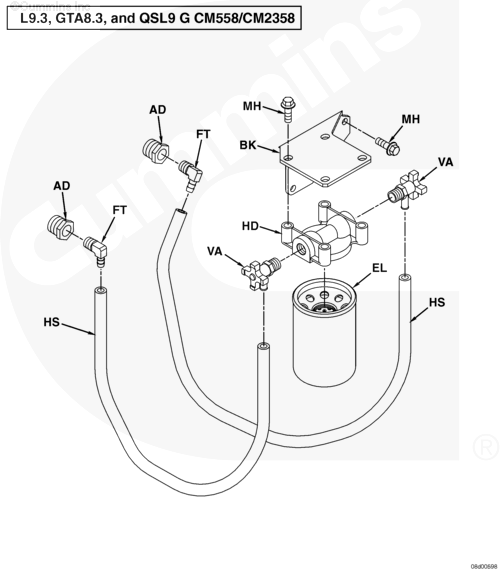 ©Cummins Inc
L9.3, GTA8.3, and QSL9 G CM558/CM2358
AD
FT
MH
BK
MH
VA
AD
FT
HD
VA
EL
HS
HS
cummins
®
08d00898